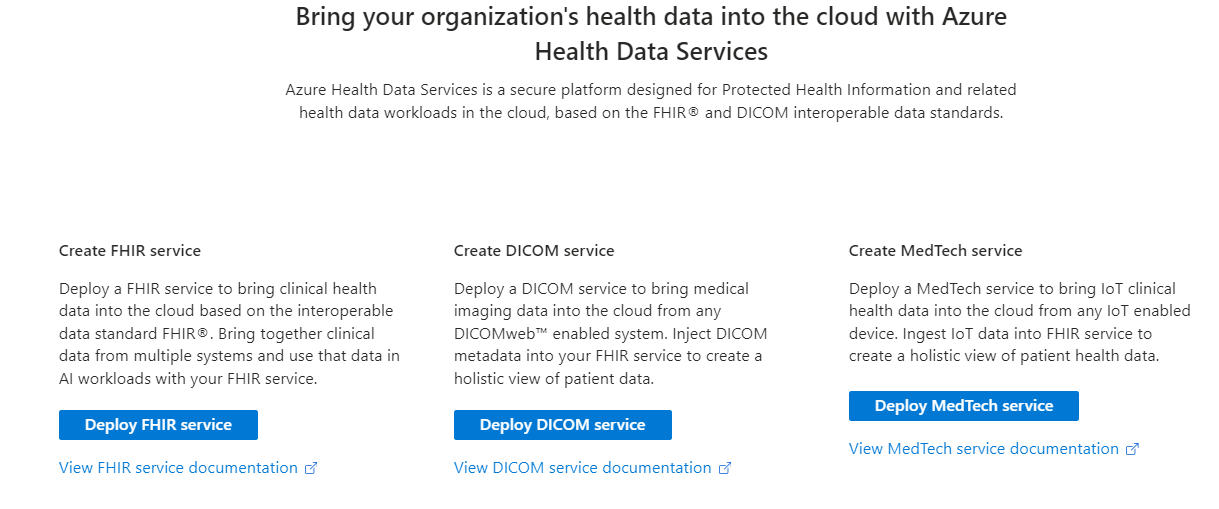 Bring your organization's health data into the cloud with Azure
Health Data Services
Azure Health Data Services is a secure platform designed for Protected Health Information and related
health data workloads in the cloud, based on the FHIR® and DICOM interoperable data standards.
Create FHIR service
Deploy a FHIR service to bring clinical health
data into the cloud based on the interoperable
data standard FHIR®. Bring together clinical
data from multiple systems and use that data in
AI workloads with your FHIR service.
Deploy FHIR service
View FHIR service documentation
Create DICOM service
Deploy a DICOM service to bring medical
imaging data into the cloud from any
DICOMweb™ enabled system. Inject DICOM
metadata into your FHIR service to create a
holistic view of patient data.
Deploy DICOM service
View DICOM service documentation
Create MedTech service
Deploy a MedTech service to bring IoT clinical
health data into the cloud from any IoT enabled
device. Ingest IoT data into FHIR service to
create a holistic view of patient health data.
Deploy MedTech service
View MedTech service documentation